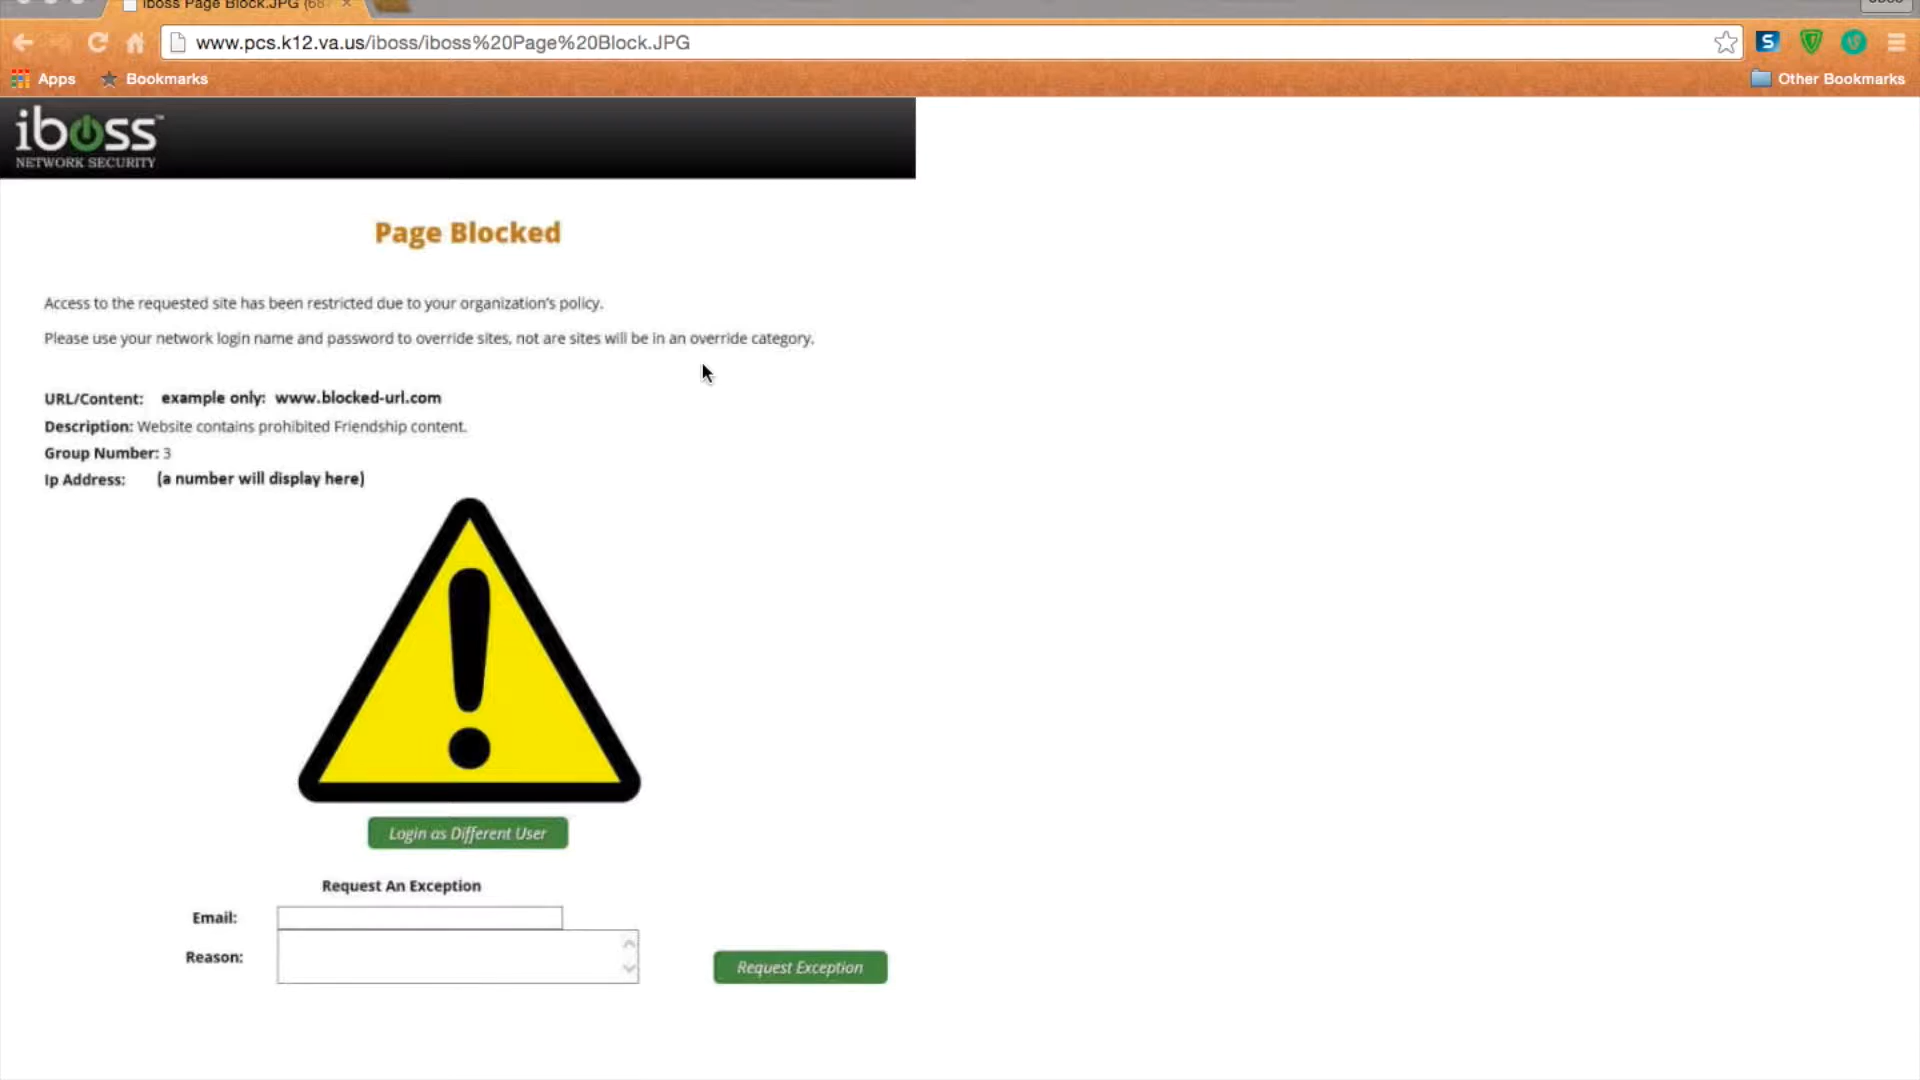 iboss Page Block.JPG (68
www.pcs.k12.va.us/iboss/iboss%20Page%20Block.JPG
Apps
Bookmarks
Other Bookmarks
iboss™
NETWORK SECURITY
Page Blocked
Access to the requested site has been restricted due to your organization's policy.
Please use your network login name and password to override sites, not are sites will be in an override category.
URL/Content: example only: www.blocked-url.com
Description: Website contains prohibited Friendship content.
Group Number: 3
Ip Address: (a number will display here)
Login as Different User
Request An Exception
Email:
Reason:
Request Exception